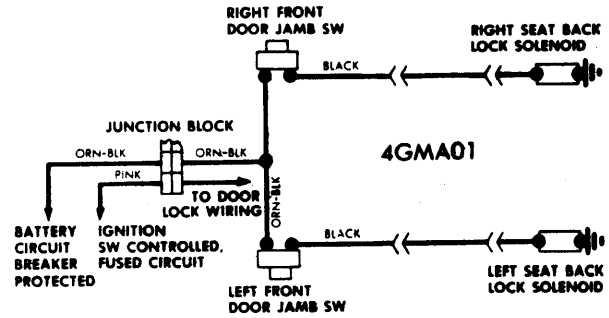 RIGHT FRONT
DOOR JAMB SW
RIGHT SEAT BACK
LOCK SOLENOID
BLACK
JUNCTION BLOCK
ORN-BLK
ORN-BLK
4GMA01
PINK
TO DOOR
LOCK WIRING
ORN-BLK
BATTERY
CIRCUIT
BREAKER
PROTECTED
IGNITION
SW CONTROLLED,
FUSED CIRCUIT
BLACK
LEFT FRONT
DOOR JAMB SW
LEFT SEAT BACK
LOCK SOLENOID